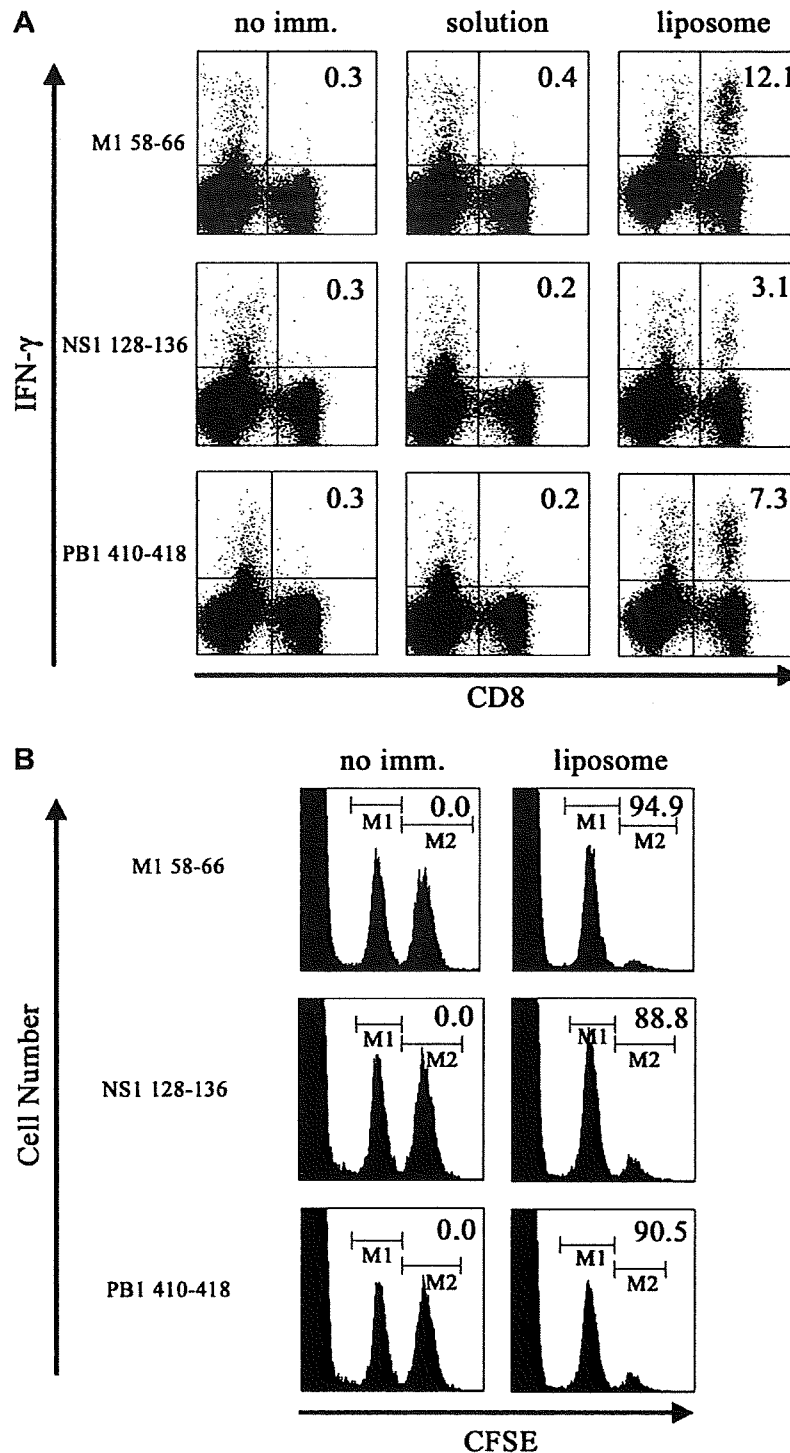 A
no imm. solution liposome
M1 58-66
0.3 0.4 12.1
NS1 128-136
0.3 0.2 3.1
PB1 410-418
0.3 0.2 7.3
IFN-γ
CD8
B
no imm. liposome
M1 58-66
0.0 94.9
M1 M1
M2 M2
NS1 128-136
0.0 88.8
M1 M1
M2 M2
PB1 410-418
0.0 90.5
M1 M1
M2 M2
Cell Number
CFSE